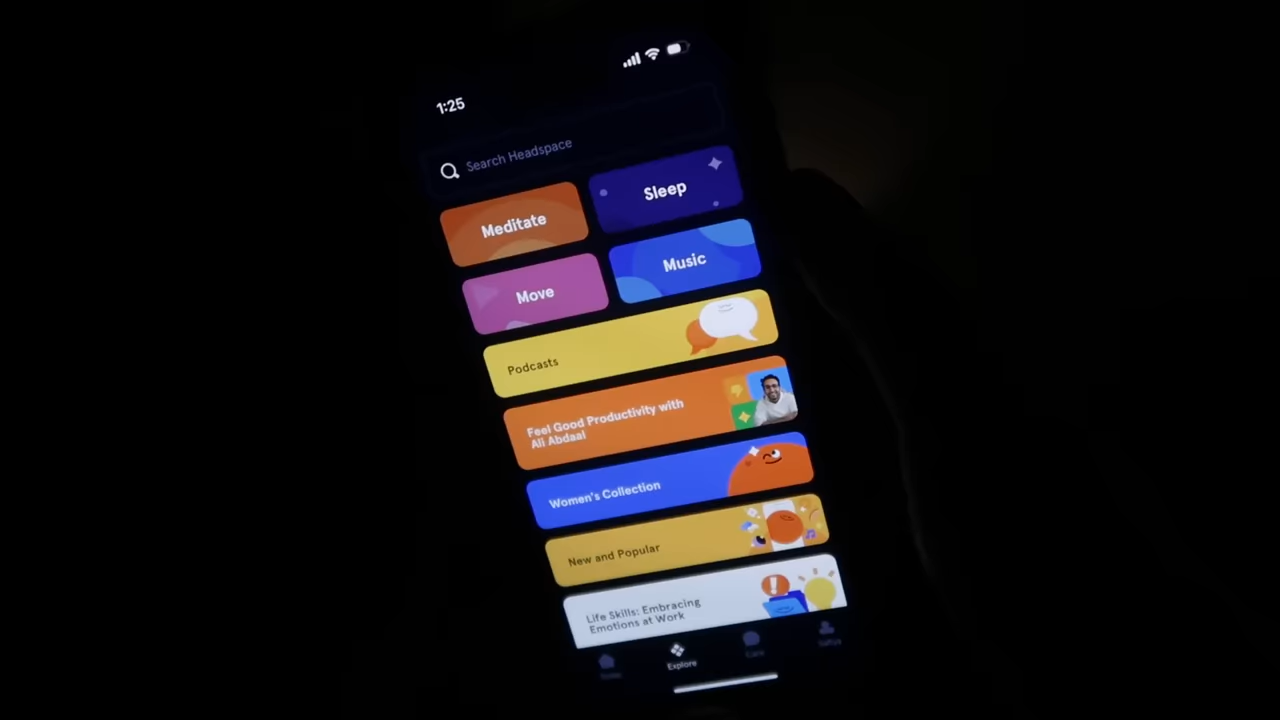 1:25
Search Headspace
Meditate
Sleep
Move
Music
Podcasts
Feel Good Productivity with
Ali Abdaal
Women's Collection
New and Popular
Life Skills: Embracing
Emotions at Work
Explore